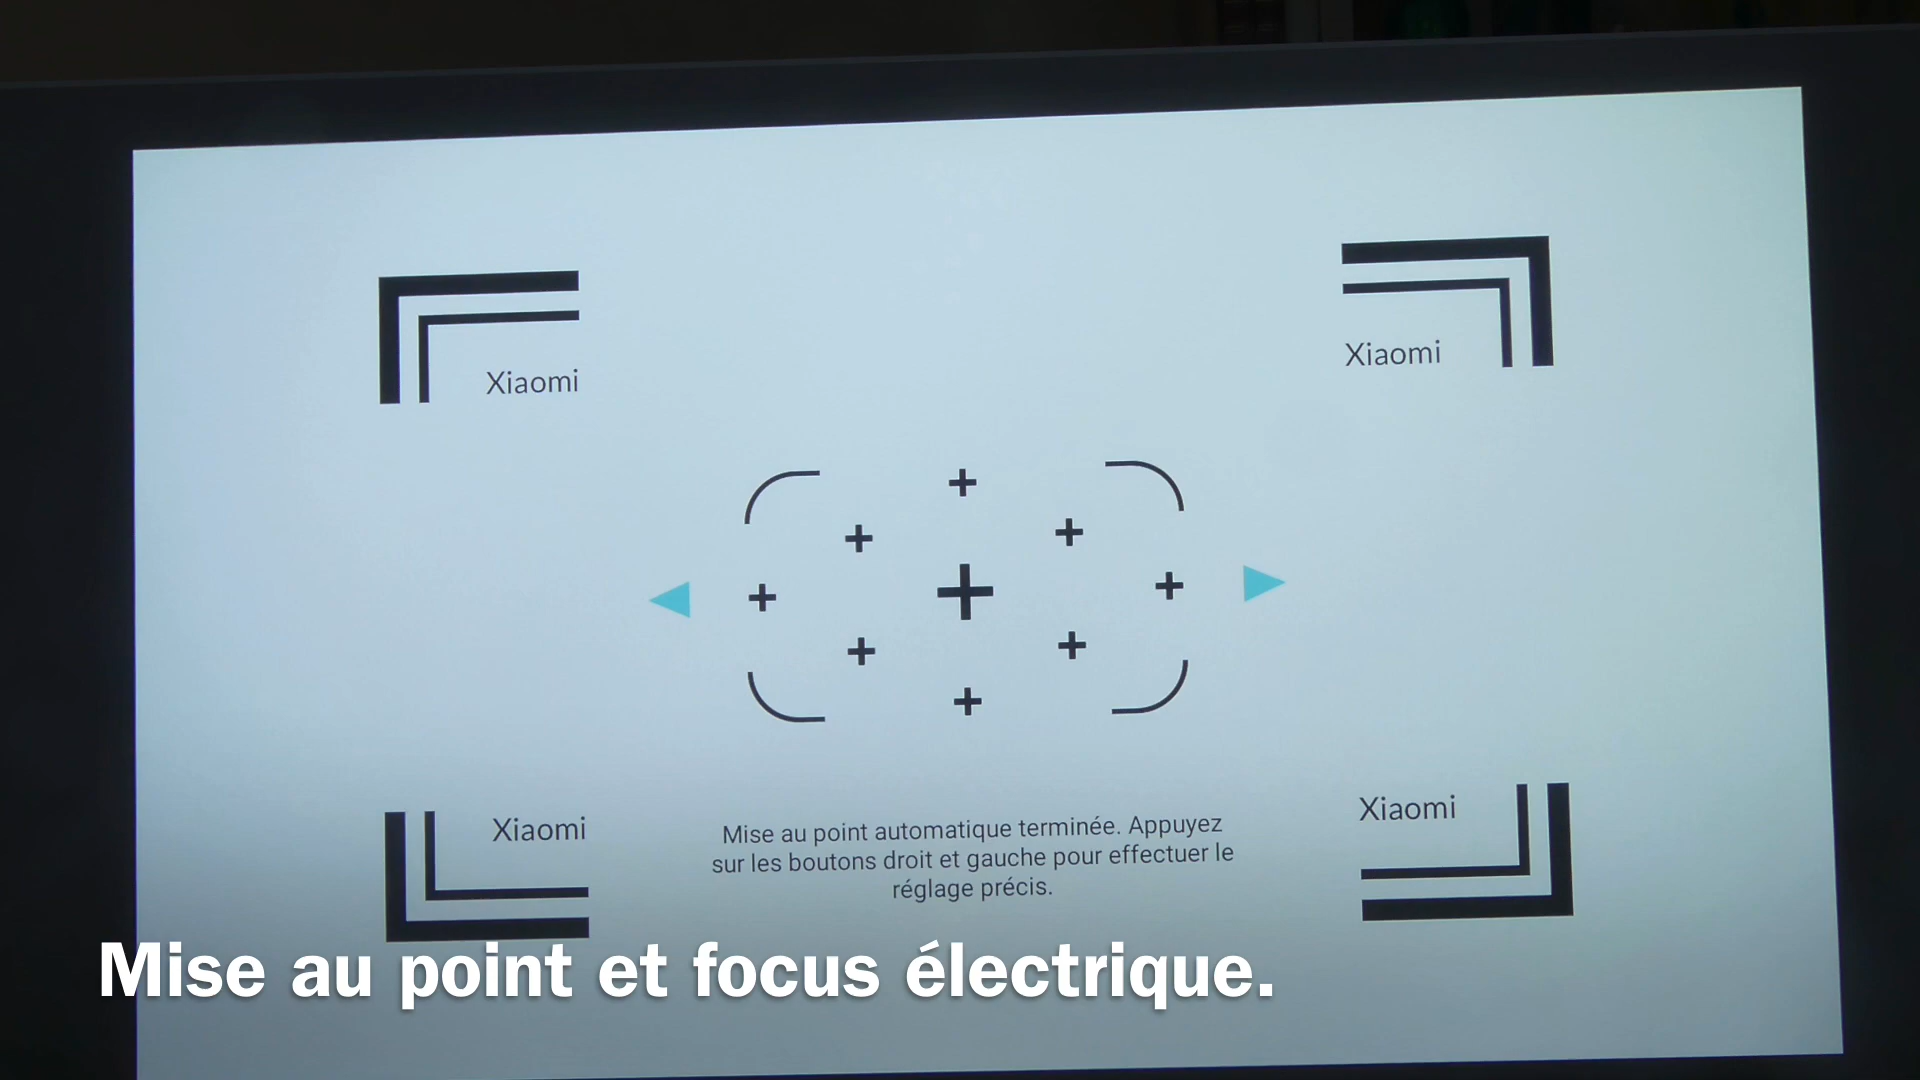 Xiaomi
Xiaomi
Xiaomi
Xiaomi
Mise au point automatique terminée. Appuyez
sur les boutons droit et gauche pour effectuer le
réglage précis.
Mise au point et focus électrique.